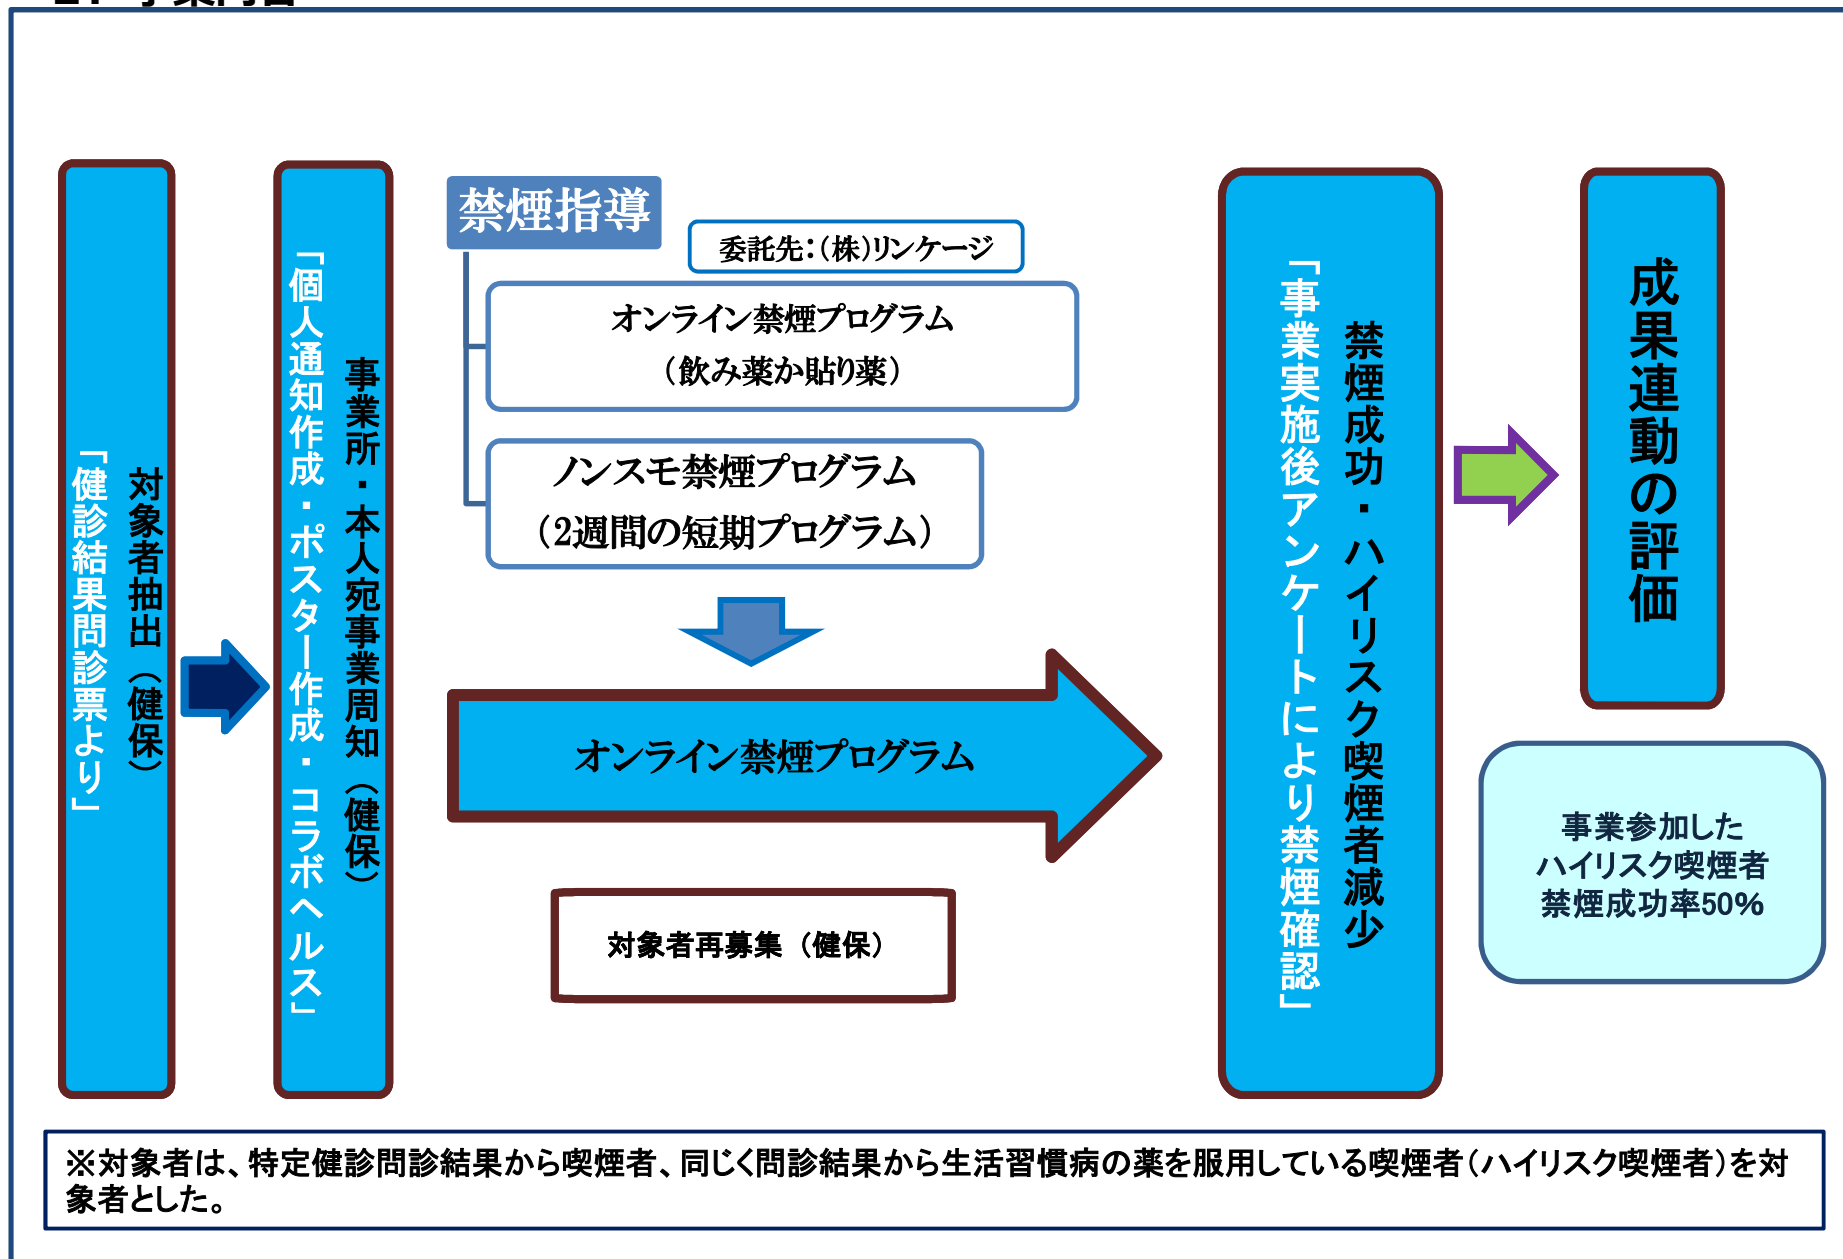 対象者抽出（健保）
「健診結果問診票より」
事業所・本人宛事業周知（健保）
「個人通知作成・ポスター作成・コラボヘルス」
禁煙指導
委託先：（株）リンケージ
オンライン禁煙プログラム
（飲み薬か貼り薬）
ノンスモ禁煙プログラム
（2週間の短期プログラム）
オンライン禁煙プログラム
対象者再募集（健保）
禁煙成功・ハイリスク喫煙者減少
「事業実施後アンケートにより禁煙確認」
成果連動の評価
事業参加した
ハイリスク喫煙者
禁煙成功率50%
※対象者は、特定健診問診結果から喫煙者、同じく問診結果から生活習慣病の薬を服用している喫煙者（ハイリスク喫煙者）を対
象者とした。